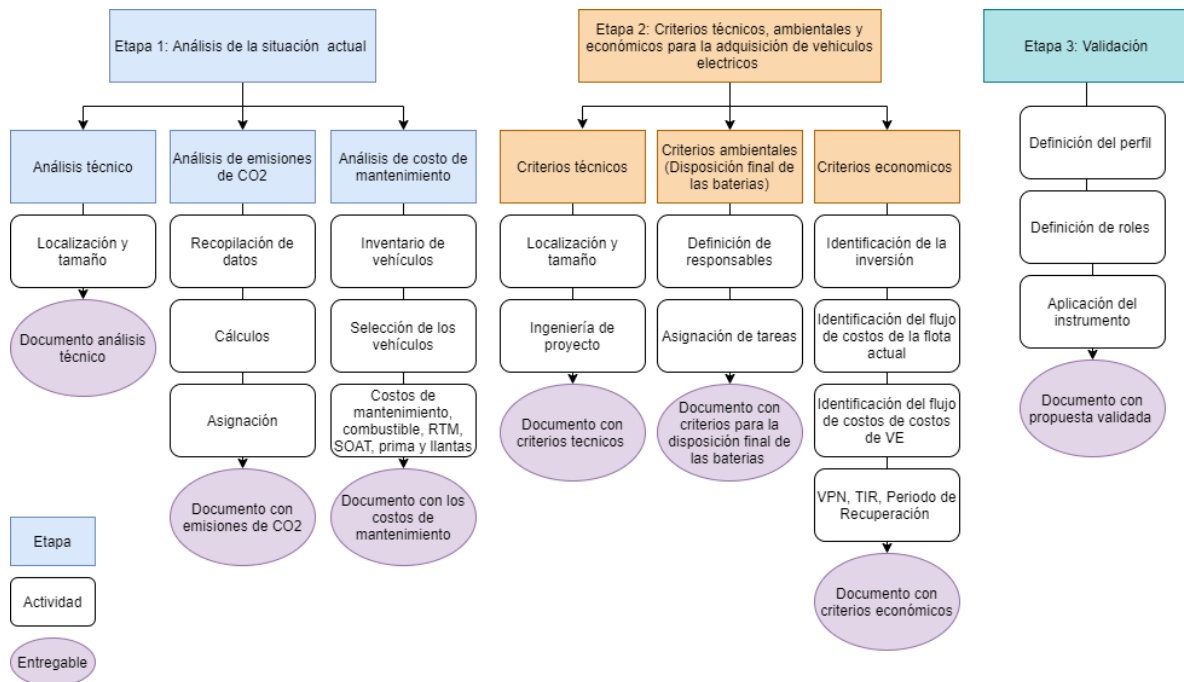 Etapa 1: Análisis de la situación actual
Etapa 2: Criterios técnicos, ambientales y
económicos para la adquisición de vehiculos
electricos
Etapa 3: Validación
Análisis técnico
Análisis de emisiones
de CO2
Análisis de costo de
mantenimiento
Criterios técnicos
Criterios ambientales
(Disposición final de
las baterias)
Criterios economicos
Definición del perfil
Localización y
tamaño
Recopilación de
datos
Inventario de
vehículos
Localización y
tamaño
Definición de
responsables
Identificación de la
inversión
Definición de roles
Documento análisis
técnico
Cálculos
Selección de los
vehículos
Ingeniería de
proyecto
Asignación de tareas
Identificación del flujo
de costos de la flota
actual
Aplicación del
instrumento
Asignación
Costos de
mantenimiento,
combustible, RTM,
SOAT, prima y llantas
Documento con
criterios tecnicos
Documento con
criterios para la
disposición final de
las baterias
Identificación del flujo
de costos de costos
de VE
Documento con
propuesta validada
Documento con
emisiones de CO2
Documento con los
costos de
mantenimiento
VPN, TIR, Periodo de
Recuperación
Documento con
criterios económicos
Etapa
Actividad
Entregable